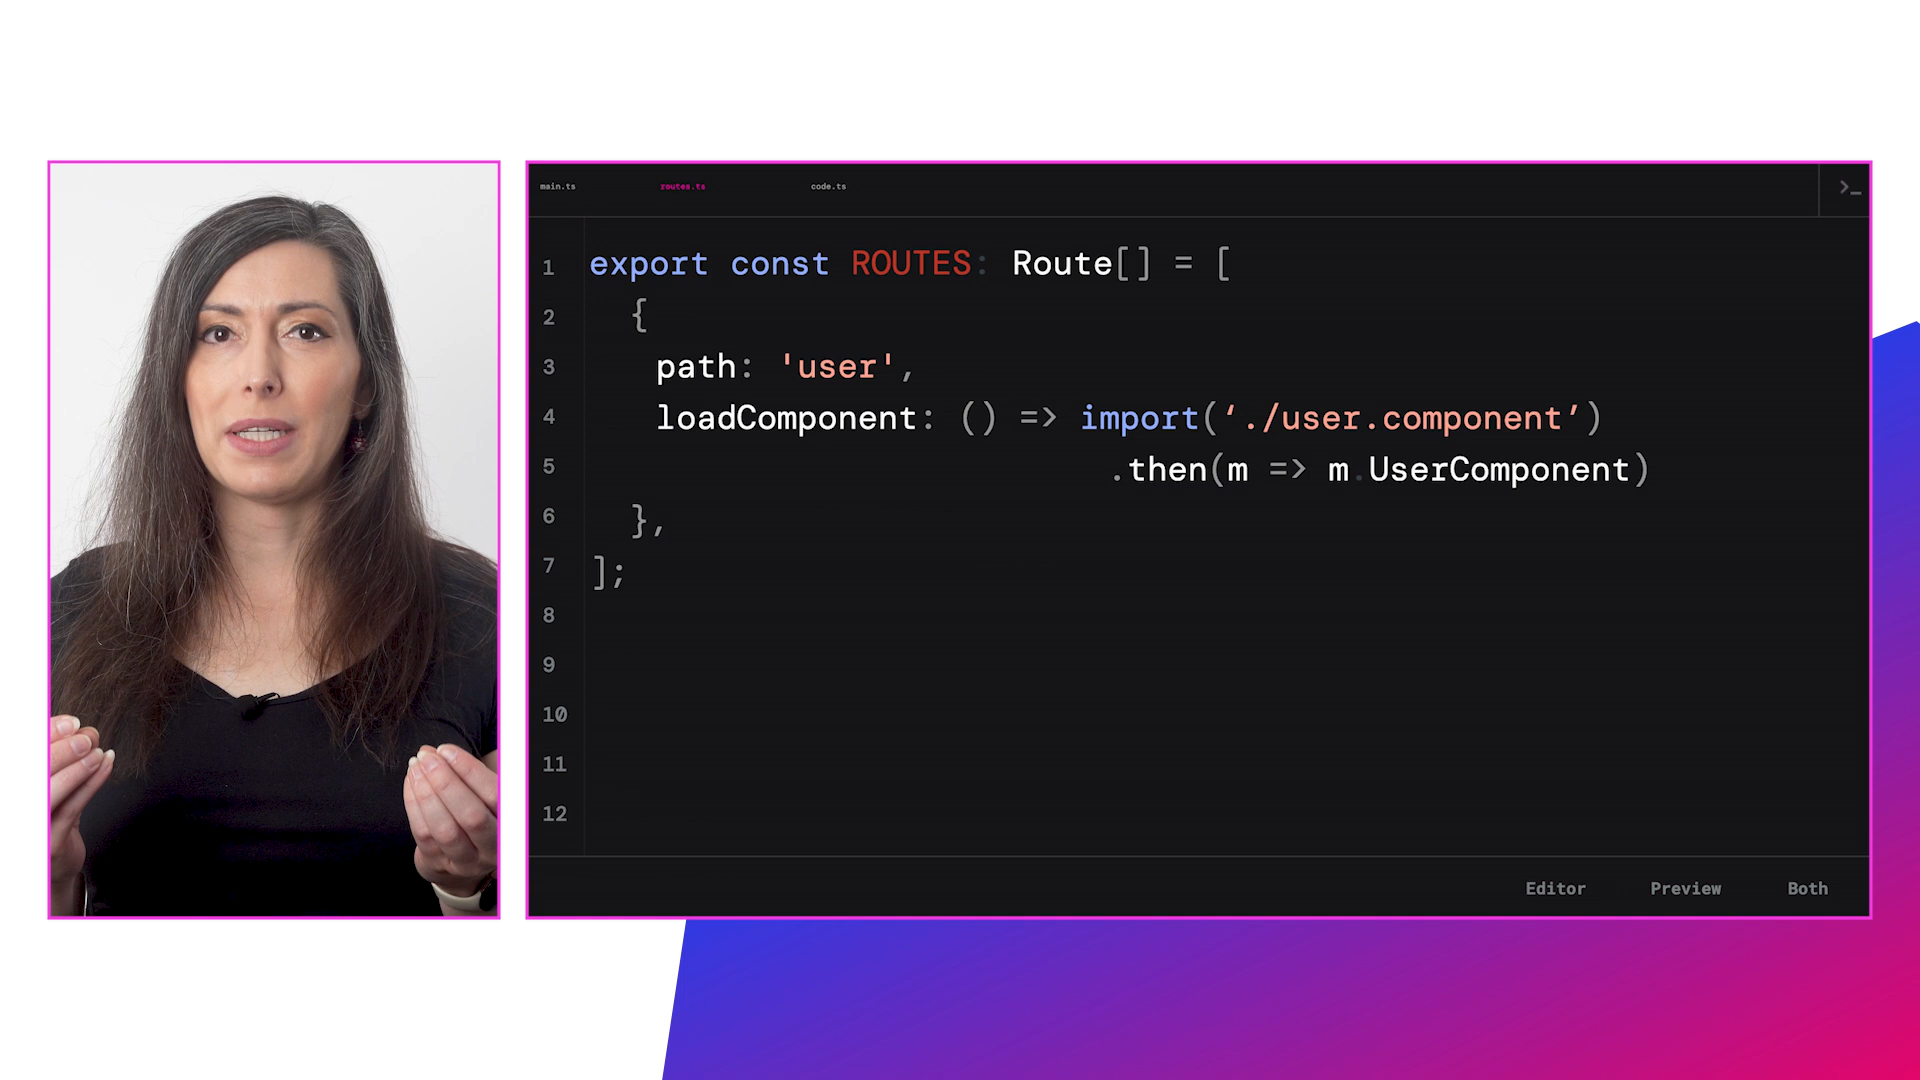 main.ts routes.ts code.ts
>_
1 export const ROUTES: Route[] = [
2 {
3 path: 'user',
4 loadComponent: () => import(‘./user.component’)
5 .then(m => m.UserComponent)
6 },
7 ];
8
9
10
11
12
Editor Preview Both